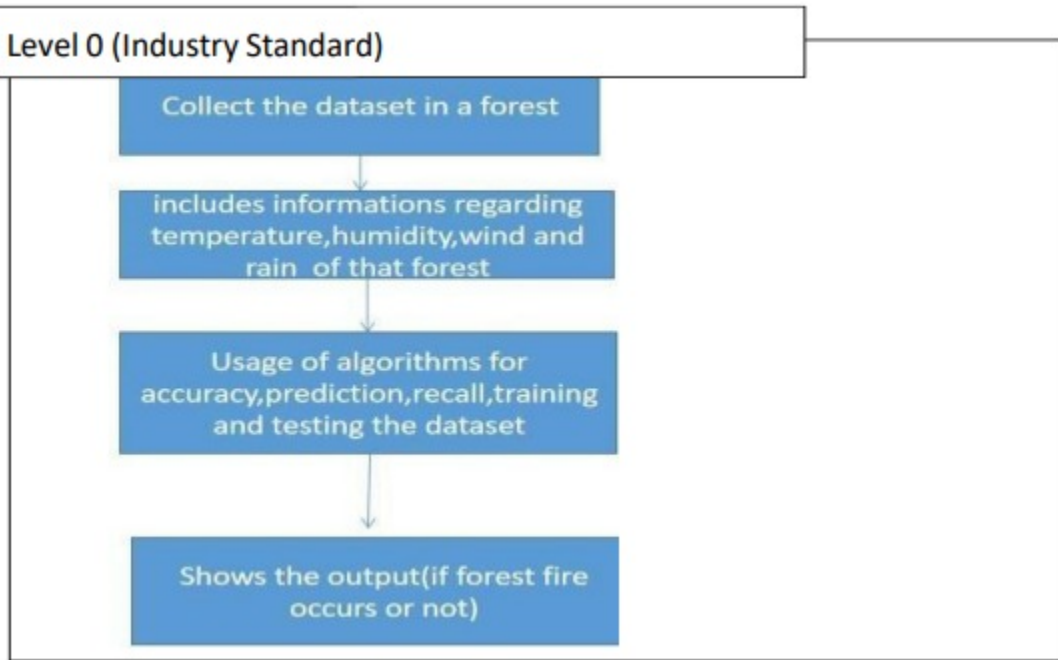 Level 0 (Industry Standard)
Collect the dataset in a forest
includes informations regarding
temperature,humidity,wind and
rain of that forest
Usage of algorithms for
accuracy,prediction,recall,training
and testing the dataset
Shows the output(if forest fire
occurs or not)